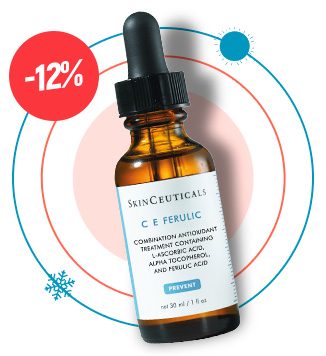 -12%
SKINCEUTICALS
C E FERULIC
COMBINATION ANTIOXIDANT
TREATMENT CONTAINING
L-ASCORBIC ACID,
ALPHA TOCOPHEROL,
AND FERULIC ACID
PREVENT
net 30 ml / 1 fl oz